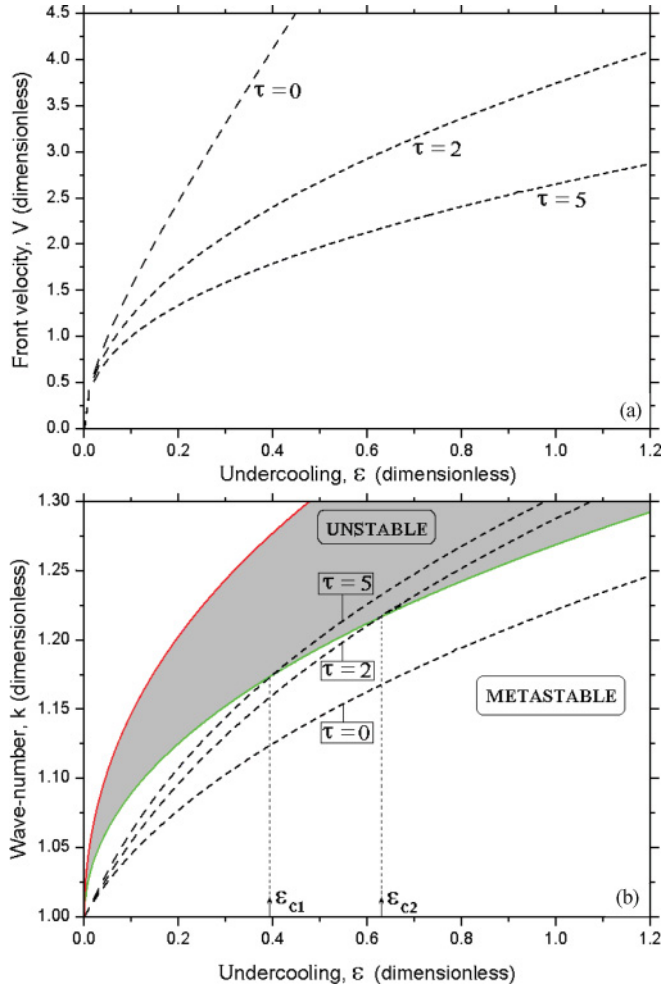 4.5
4.0
3.5
3.0
2.5
2.0
1.5
1.0
0.5
0.0
Front velocity, V (dimensionless)
τ = 0
τ = 2
τ = 5
(a)
0.0 0.2 0.4 0.6 0.8 1.0 1.2
Undercooling, ε (dimensionless)
1.30
1.25
1.20
1.15
1.10
1.05
1.00
Wave-number, k (dimensionless)
UNSTABLE
τ = 5
τ = 2
METASTABLE
τ = 0
εC1 εC2
(b)
0.0 0.2 0.4 0.6 0.8 1.0 1.2
Undercooling, ε (dimensionless)